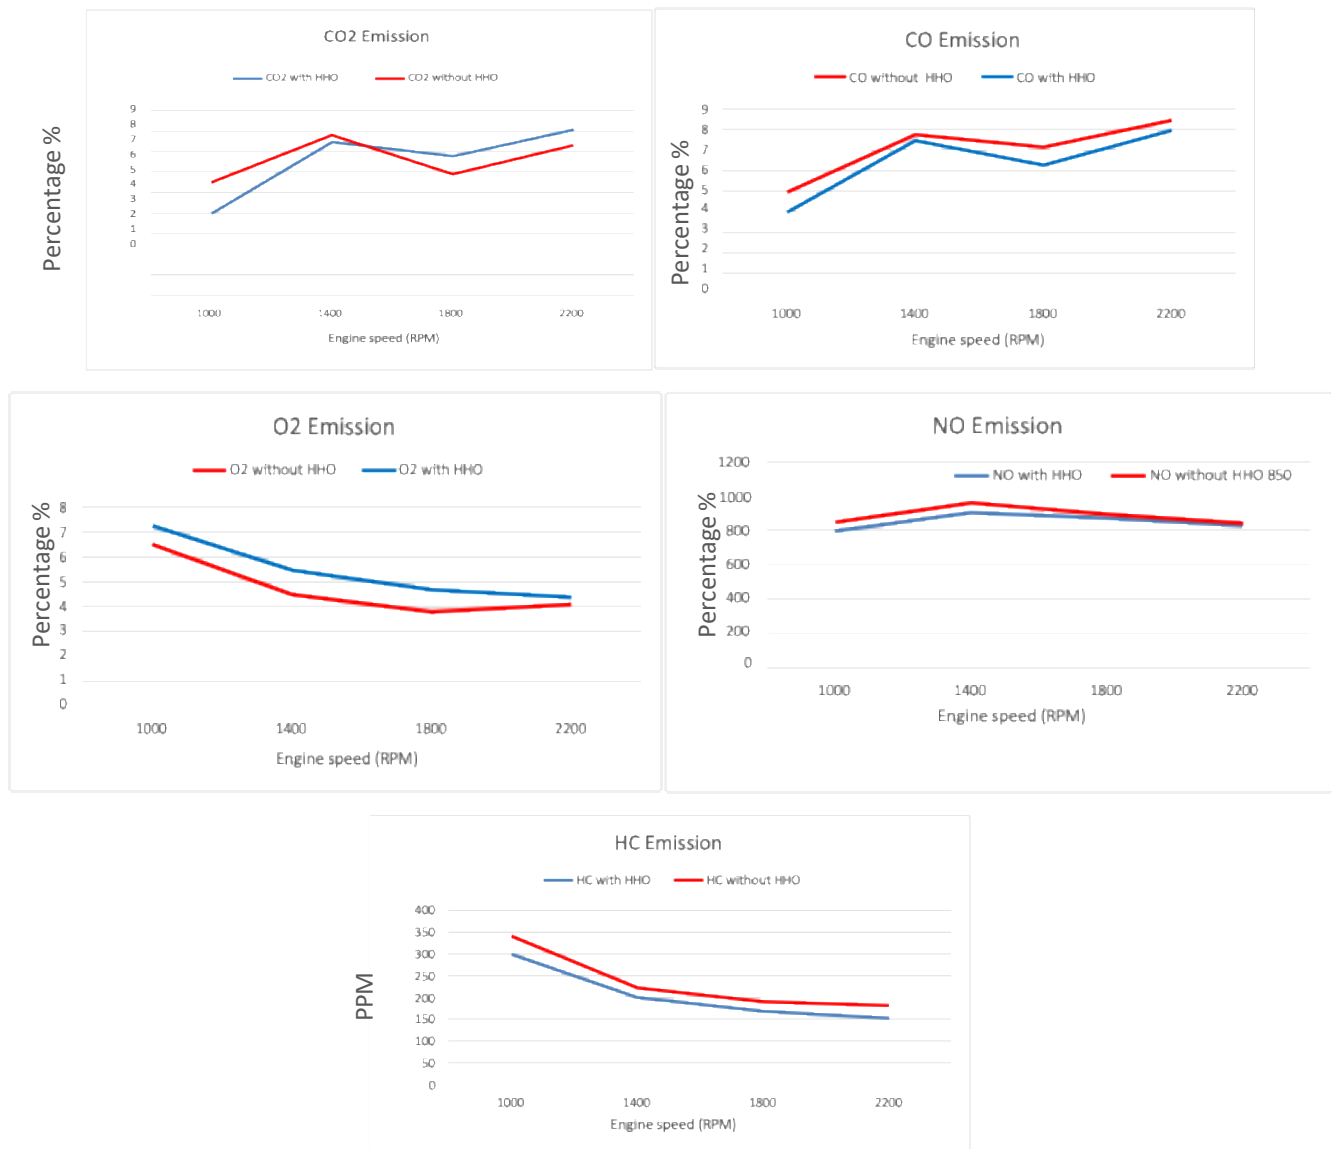 CO2 Emission
CO2 with HHO
CO2 without HHO
Percentage %
9
8
7
6
5
4
3
2
1
0
1000
1400
1800
2200
Engine speed (RPM)
CO Emission
CO without HHO
CO with HHO
Percentage %
9
8
7
6
5
4
3
2
1
0
1000
1400
1800
2200
Engine speed (RPM)
O2 Emission
O2 without HHO
O2 with HHO
Percentage %
8
7
6
5
4
3
2
1
0
1000
1400
1800
2200
Engine speed (RPM)
NO Emission
NO with HHO
NO without HHO 850
Percentage %
1200
1000
800
600
400
200
0
1000
1400
1800
2200
Engine speed (RPM)
HC Emission
HC with HHO
HC without HHO
PPM
400
350
300
250
200
150
100
50
0
1000
1400
1800
2200
Engine speed (RPM)